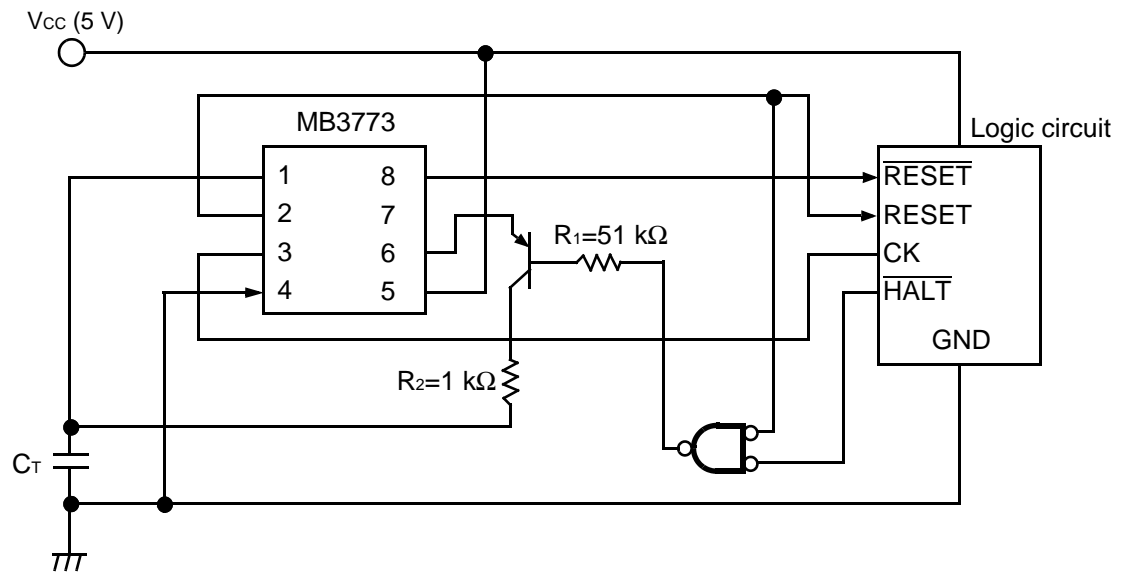 VCC (5 V)
MB3773
Logic circuit
1 8
2 7
3 6
4 5
RESET
RESET
CK
HALT
GND
R1=51 kΩ
R2=1 kΩ
CT